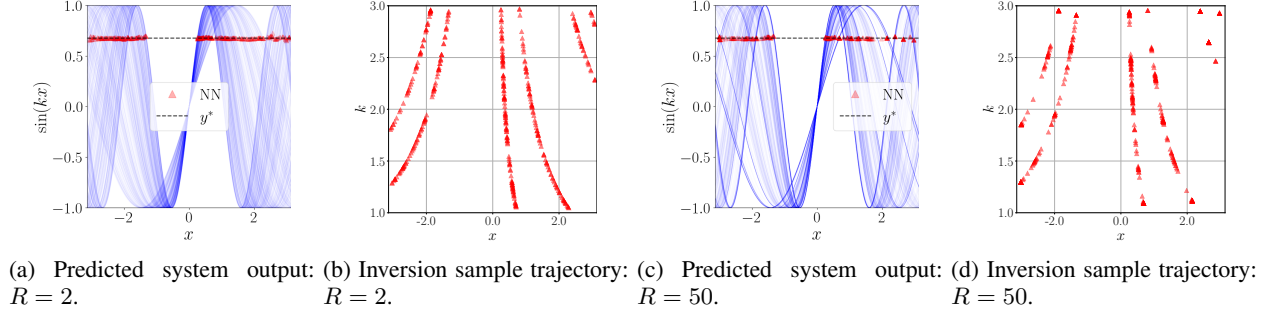 1.0
0.5
0.0
−0.5
−1.0
sin(kx)
−2
0
2
x
NN
y*
3.0
2.5
2.0
1.5
1.0
k
-2.0
0.0
2.0
x
1.0
0.5
0.0
−0.5
−1.0
sin(kx)
−2
0
2
x
NN
y*
3.0
2.5
2.0
1.5
1.0
k
-2.0
0.0
2.0
x
(a) Predicted system output:
R = 2.
(b) Inversion sample trajectory:
R = 2.
(c) Predicted system output:
R = 50.
(d) Inversion sample trajectory:
R = 50.